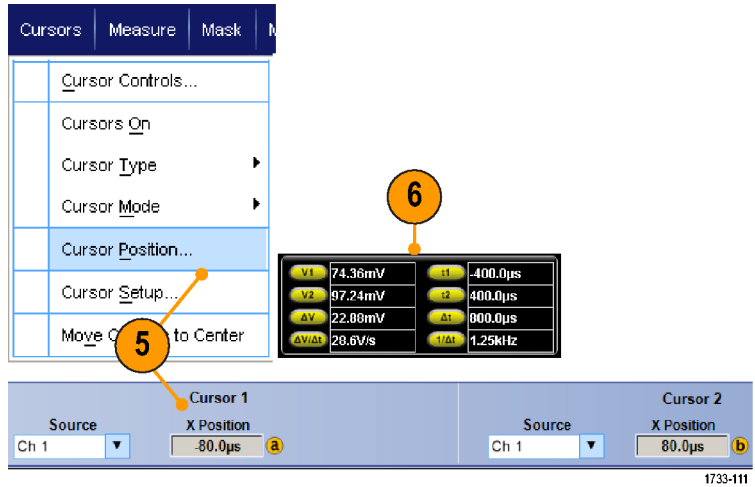 Cursors Measure Mask
Cursor Controls...
Cursors On
Cursor Type
Cursor Mode
6
Cursor Position...
V1 74.36mV t1 -400.0µs
V2 97.24mV t2 400.0µs
Cursor Setup...
ΔV 22.88mV Δt 800.0µs
Move to Center
5
ΔV/Δt 28.6V/s 1/Δt 1.25kHz
Cursor 1 Cursor 2
Source X Position Source X Position
Ch 1 -80.0µs a Ch 1 80.0µs b
1733-111